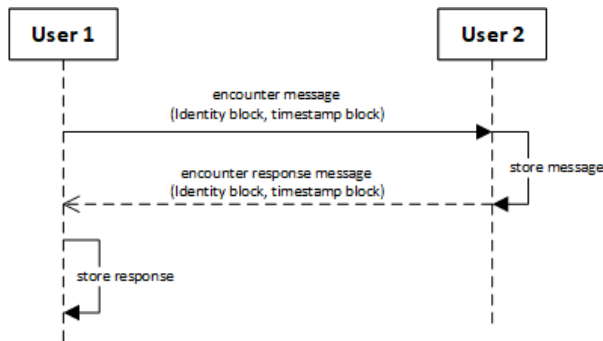 User 1
User 2
encounter message
(Identity block, timestamp block)
store message
encounter response message
(Identity block, timestamp block)
store response